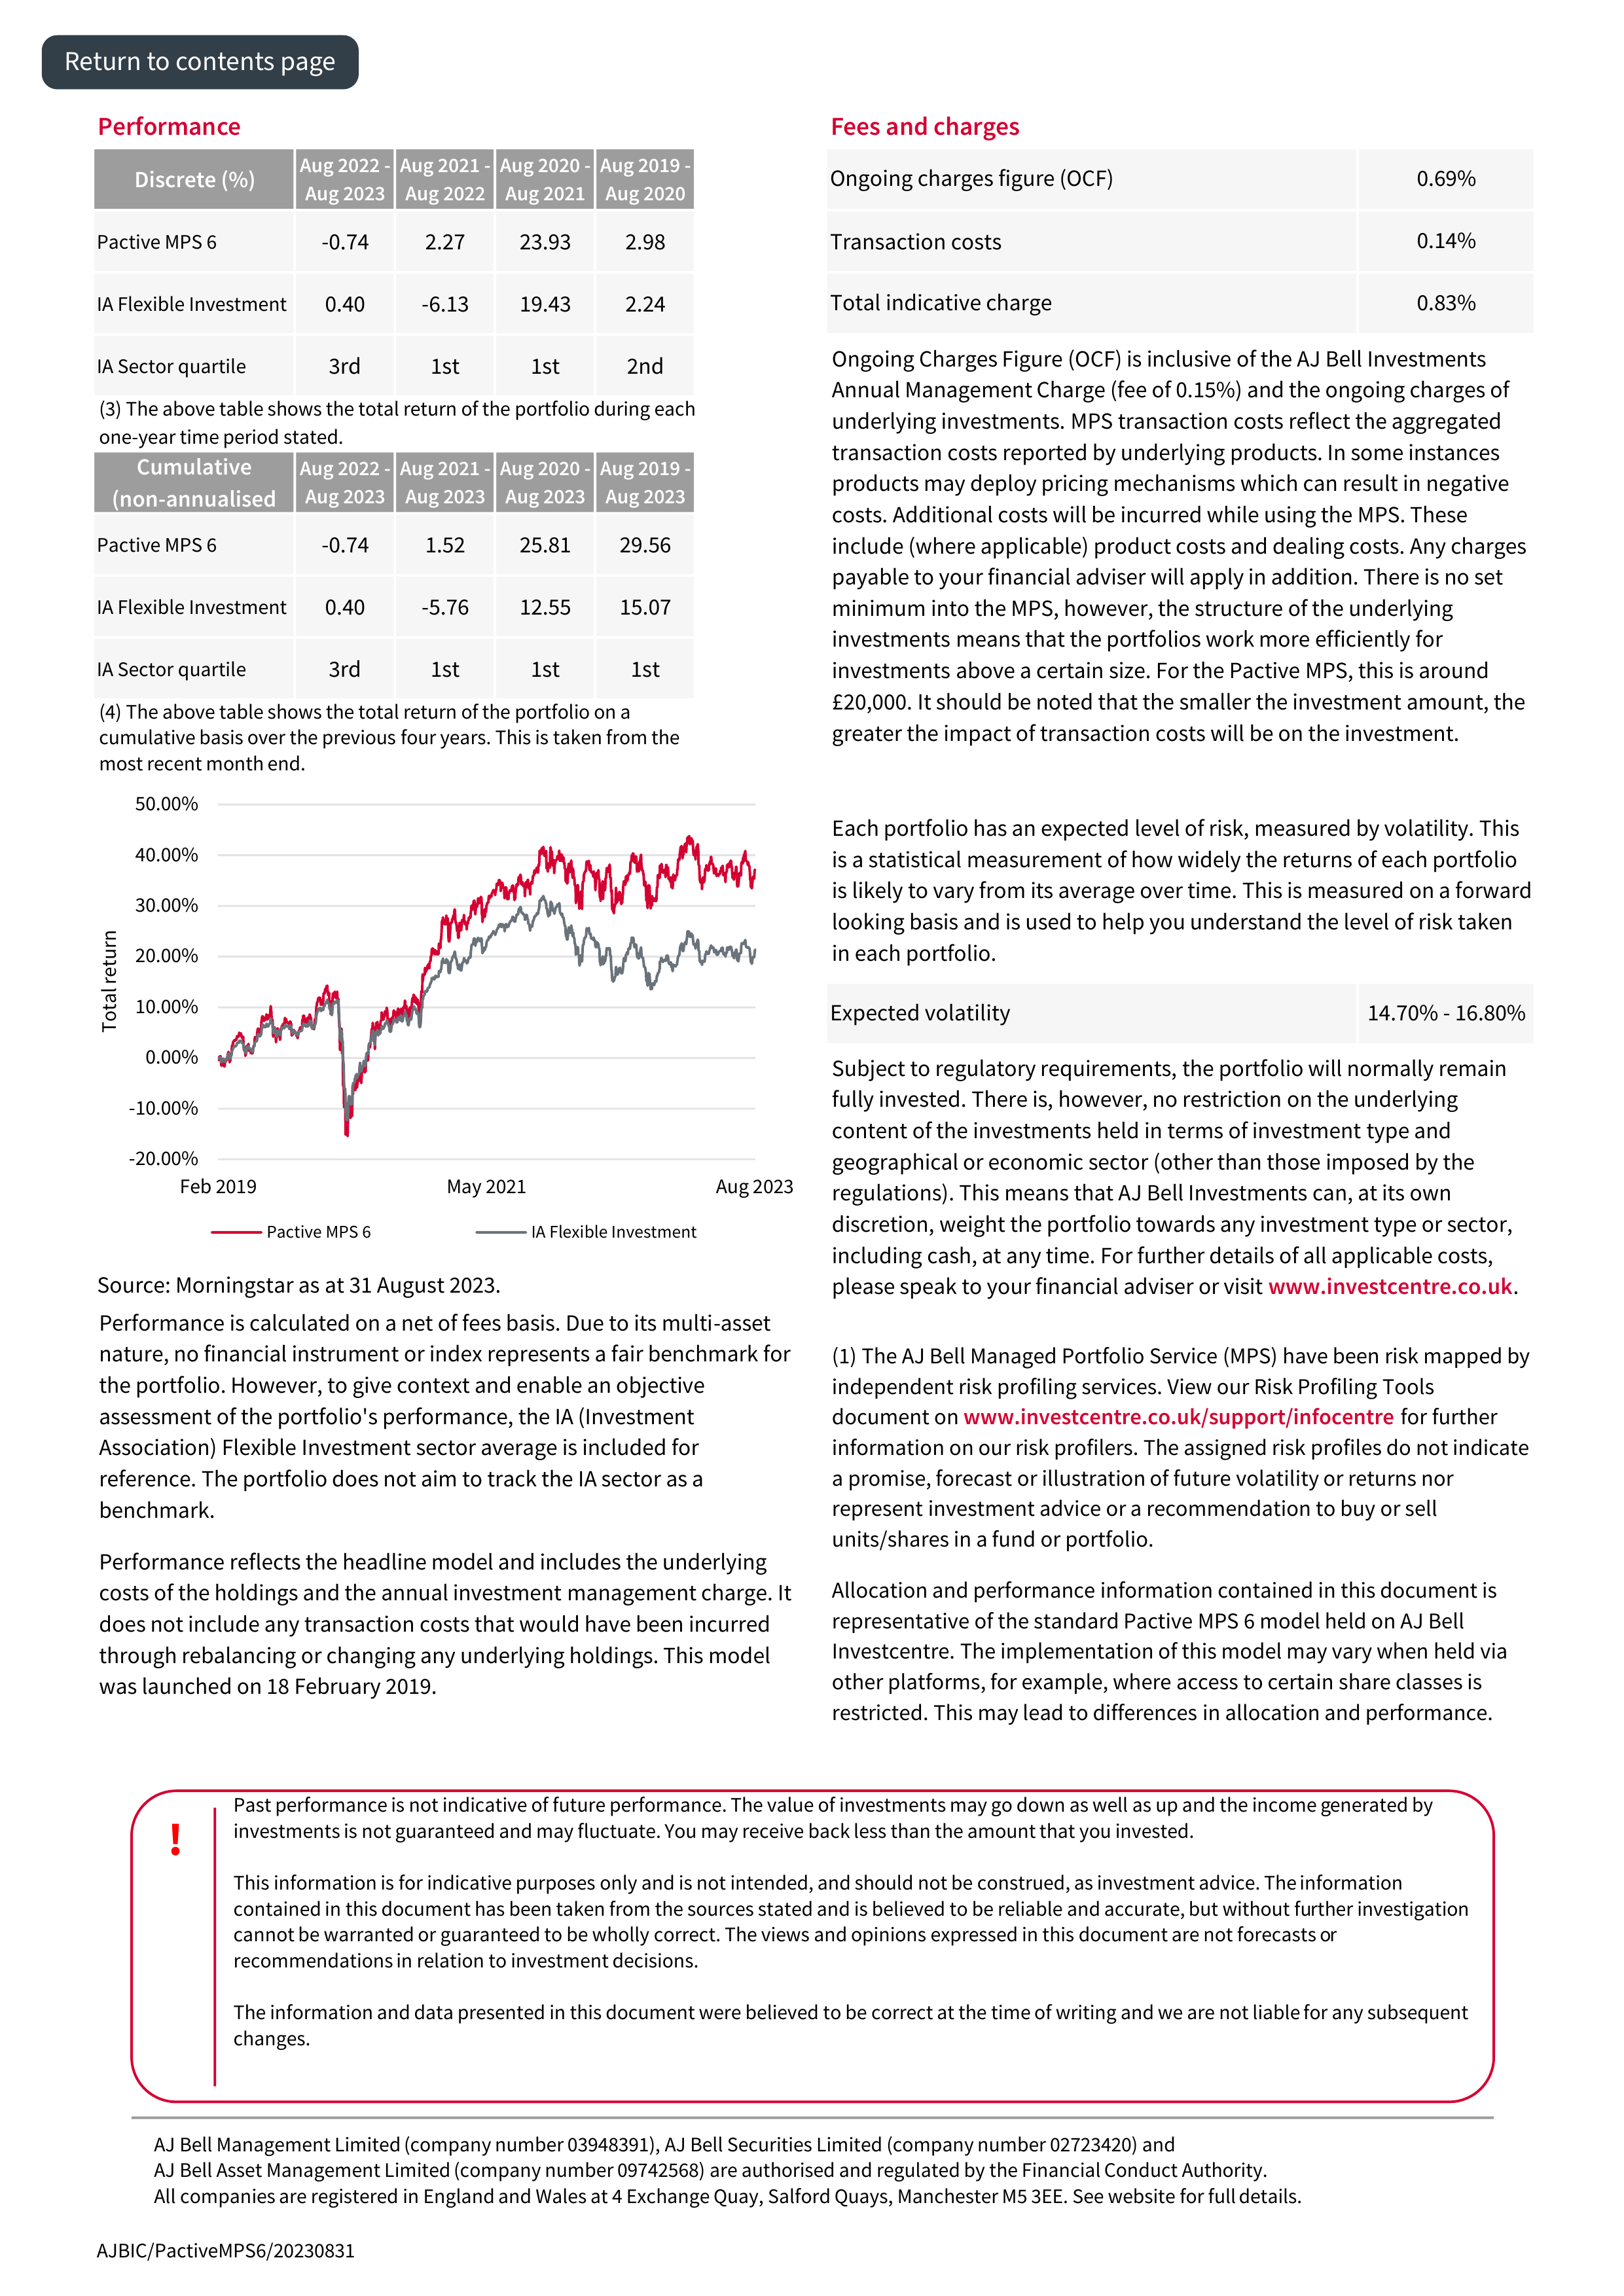 Return to contents page
Performance
Discrete (%) Aug 2022 - Aug 2021 - Aug 2020 - Aug 2019 -
Aug 2023 Aug 2022 Aug 2021 Aug 2020
Pactive MPS 6 -0.74 2.27 23.93 2.98
IA Flexible Investment 0.40 -6.13 19.43 2.24
IA Sector quartile 3rd 1st 1st 2nd
(3) The above table shows the total return of the portfolio during each
one-year time period stated.
Cumulative Aug 2022 - Aug 2021 - Aug 2020 - Aug 2019 -
(non-annualised Aug 2023 Aug 2023 Aug 2023 Aug 2023
Pactive MPS 6 -0.74 1.52 25.81 29.56
IA Flexible Investment 0.40 -5.76 12.55 15.07
IA Sector quartile 3rd 1st 1st 1st
(4) The above table shows the total return of the portfolio on a
cumulative basis over the previous four years. This is taken from the
most recent month end.
50.00%
40.00%
30.00%
20.00%
10.00%
0.00%
-10.00%
-20.00%
Total return
Feb 2019 May 2021 Aug 2023
Pactive MPS 6 IA Flexible Investment
Source: Morningstar as at 31 August 2023.
Performance is calculated on a net of fees basis. Due to its multi-asset
nature, no financial instrument or index represents a fair benchmark for
the portfolio. However, to give context and enable an objective
assessment of the portfolio's performance, the IA (Investment
Association) Flexible Investment sector average is included for
reference. The portfolio does not aim to track the IA sector as a
benchmark.
Performance reflects the headline model and includes the underlying
costs of the holdings and the annual investment management charge. It
does not include any transaction costs that would have been incurred
through rebalancing or changing any underlying holdings. This model
was launched on 18 February 2019.
Fees and charges
Ongoing charges figure (OCF) 0.69%
Transaction costs 0.14%
Total indicative charge 0.83%
Ongoing Charges Figure (OCF) is inclusive of the AJ Bell Investments
Annual Management Charge (fee of 0.15%) and the ongoing charges of
underlying investments. MPS transaction costs reflect the aggregated
transaction costs reported by underlying products. In some instances
products may deploy pricing mechanisms which can result in negative
costs. Additional costs will be incurred while using the MPS. These
include (where applicable) product costs and dealing costs. Any charges
payable to your financial adviser will apply in addition. There is no set
minimum into the MPS, however, the structure of the underlying
investments means that the portfolios work more efficiently for
investments above a certain size. For the Pactive MPS, this is around
£20,000. It should be noted that the smaller the investment amount, the
greater the impact of transaction costs will be on the investment.
Each portfolio has an expected level of risk, measured by volatility. This
is a statistical measurement of how widely the returns of each portfolio
is likely to vary from its average over time. This is measured on a forward
looking basis and is used to help you understand the level of risk taken
in each portfolio.
Expected volatility 14.70% - 16.80%
Subject to regulatory requirements, the portfolio will normally remain
fully invested. There is, however, no restriction on the underlying
content of the investments held in terms of investment type and
geographical or economic sector (other than those imposed by the
regulations). This means that AJ Bell Investments can, at its own
discretion, weight the portfolio towards any investment type or sector,
including cash, at any time. For further details of all applicable costs,
please speak to your financial adviser or visit www.investcentre.co.uk.
(1) The AJ Bell Managed Portfolio Service (MPS) have been risk mapped by
independent risk profiling services. View our Risk Profiling Tools
document on www.investcentre.co.uk/support/infocentre for further
information on our risk profilers. The assigned risk profiles do not indicate
a promise, forecast or illustration of future volatility or returns nor
represent investment advice or a recommendation to buy or sell
units/shares in a fund or portfolio.
Allocation and performance information contained in this document is
representative of the standard Pactive MPS 6 model held on AJ Bell
Investcentre. The implementation of this model may vary when held via
other platforms, for example, where access to certain share classes is
restricted. This may lead to differences in allocation and performance.
!
Past performance is not indicative of future performance. The value of investments may go down as well as up and the income generated by
investments is not guaranteed and may fluctuate. You may receive back less than the amount that you invested.
This information is for indicative purposes only and is not intended, and should not be construed, as investment advice. The information
contained in this document has been taken from the sources stated and is believed to be reliable and accurate, but without further investigation
cannot be warranted or guaranteed to be wholly correct. The views and opinions expressed in this document are not forecasts or
recommendations in relation to investment decisions.
The information and data presented in this document were believed to be correct at the time of writing and we are not liable for any subsequent
changes.
AJ Bell Management Limited (company number 03948391), AJ Bell Securities Limited (company number 02723420) and
AJ Bell Asset Management Limited (company number 09742568) are authorised and regulated by the Financial Conduct Authority.
All companies are registered in England and Wales at 4 Exchange Quay, Salford Quays, Manchester M5 3EE. See website for full details.
AJBIC/PactiveMPS6/20230831